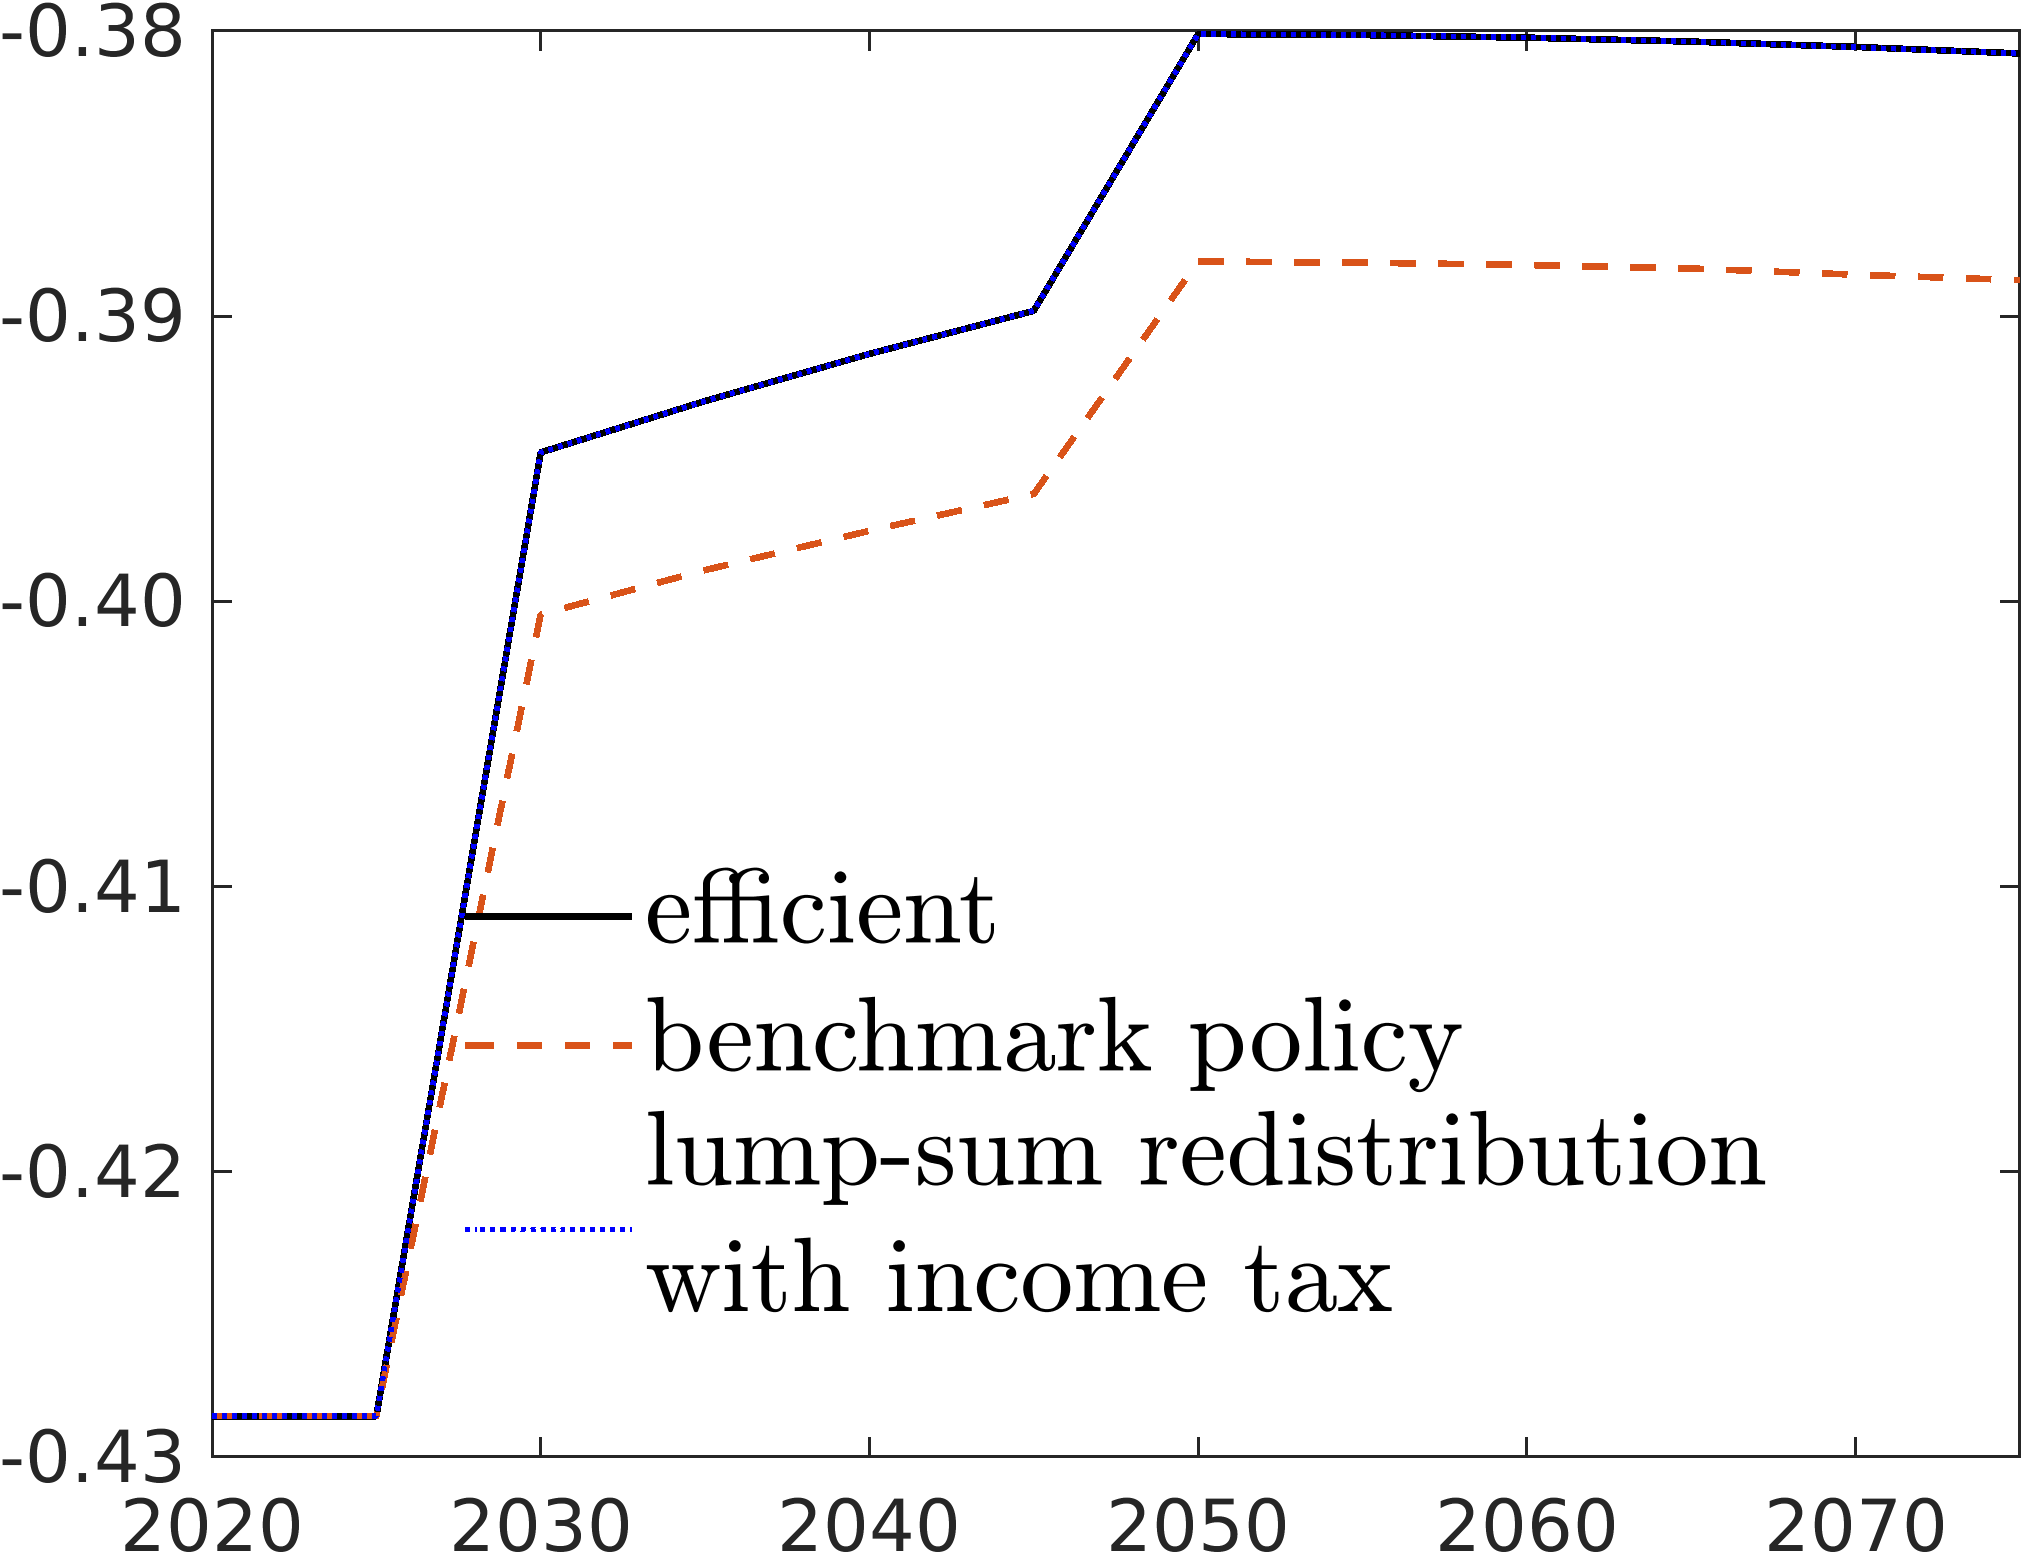 -0.38
-0.39
-0.40
-0.41
-0.42
-0.43
efficient
benchmark policy
lump-sum redistribution
with income tax
2020 2030 2040 2050 2060 2070